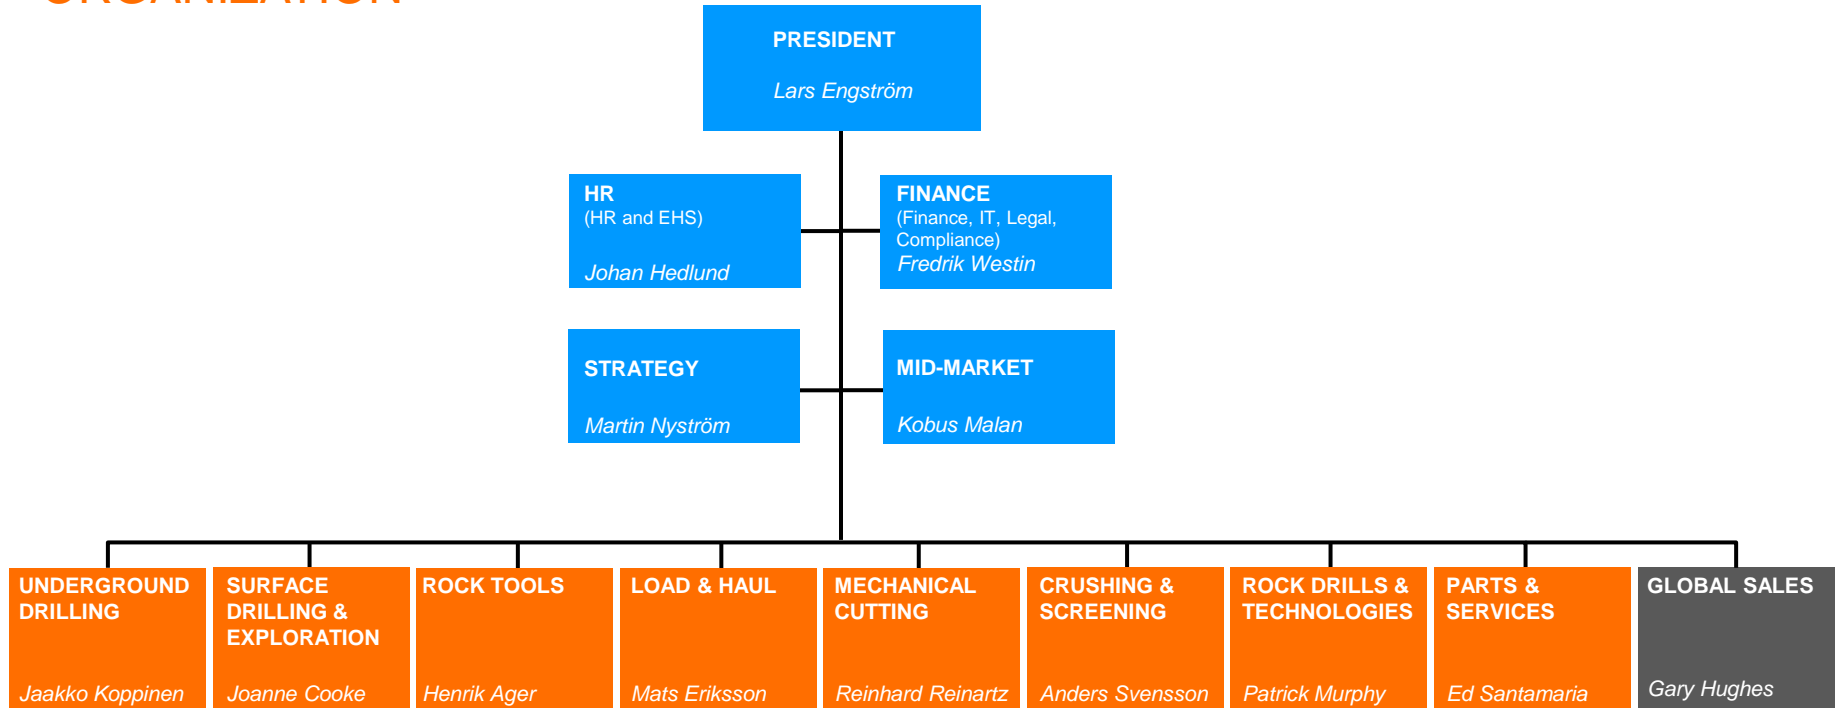 ORGANIZATION
PRESIDENT
Lars Engström
HR
(HR and EHS)
Johan Hedlund
FINANCE
(Finance, IT, Legal,
Compliance)
Fredrik Westin
STRATEGY
Martin Nyström
MID-MARKET
Kobus Malan
UNDERGROUND
DRILLING
Jaakko Koppinen
SURFACE
DRILLING &
EXPLORATION
Joanne Cooke
ROCK TOOLS
Henrik Ager
LOAD & HAUL
Mats Eriksson
MECHANICAL
CUTTING
Reinhard Reinartz
CRUSHING &
SCREENING
Anders Svensson
ROCK DRILLS &
TECHNOLOGIES
Patrick Murphy
PARTS &
SERVICES
Ed Santamaria
GLOBAL SALES
Gary Hughes